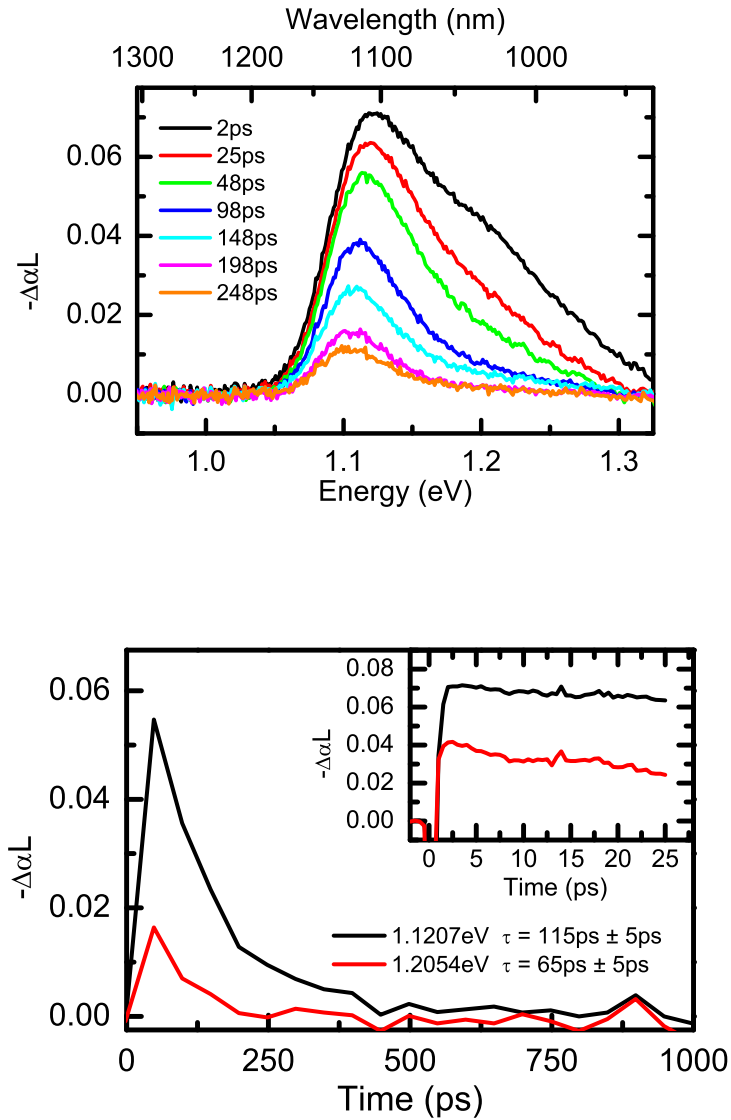 Wavelength (nm)
1300 1200 1100 1000
-ΔαL
0.06
0.04
0.02
0.00
2ps
25ps
48ps
98ps
148ps
198ps
248ps
1.0 1.1 1.2 1.3
Energy (eV)
-ΔαL
0.06
0.04
0.02
0.00
-ΔαL
0.08
0.06
0.04
0.02
0.00
0 5 10 15 20 25
Time (ps)
1.1207eV τ = 115ps ± 5ps
1.2054eV τ = 65ps ± 5ps
0 250 500 750 1000
Time (ps)